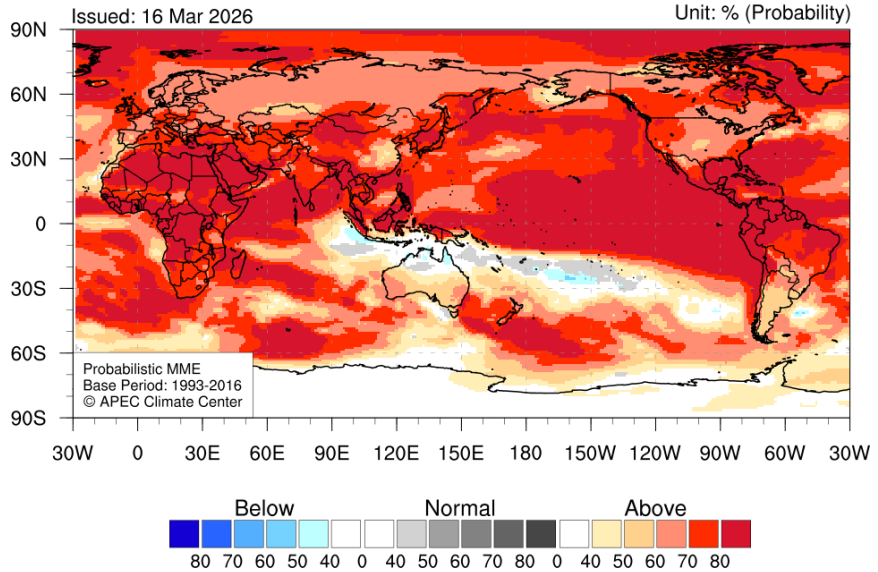 Issued: 16 Mar 2026
Unit: % (Probability)
90N
60N
30N
0
30S
60S
90S
Probabilistic MME
Base Period: 1993-2016
© APEC Climate Center
30W 0 30E 60E 90E 120E 150E 180 150W 120W 90W 60W 30W
Below Normal Above
80 70 60 50 40 0 40 50 60 70 80 0 40 50 60 70 80